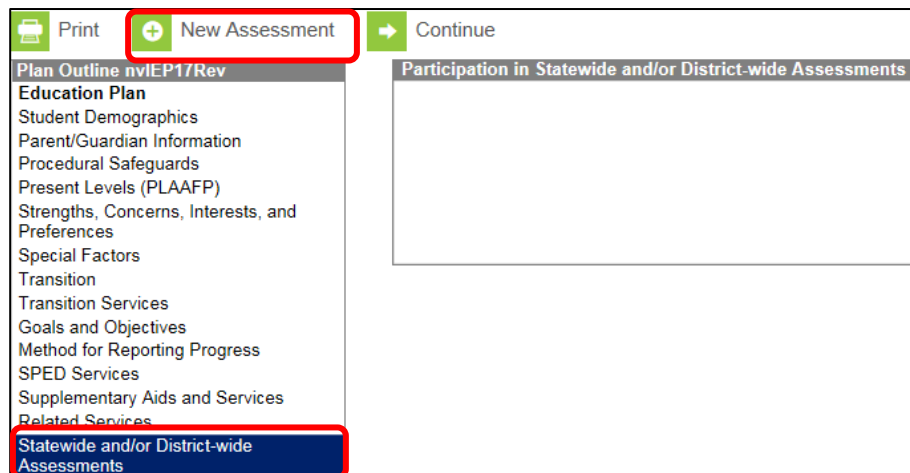 Print New Assessment Continue
Plan Outline nvIEP17Rev
Education Plan
Student Demographics
Parent/Guardian Information
Procedural Safeguards
Present Levels (PLAAFP)
Strengths, Concerns, Interests, and
Preferences
Special Factors
Transition
Transition Services
Goals and Objectives
Method for Reporting Progress
SPED Services
Supplementary Aids and Services
Related Services
Statewide and/or District-wide
Assessments
Participation in Statewide and/or District-wide Assessments